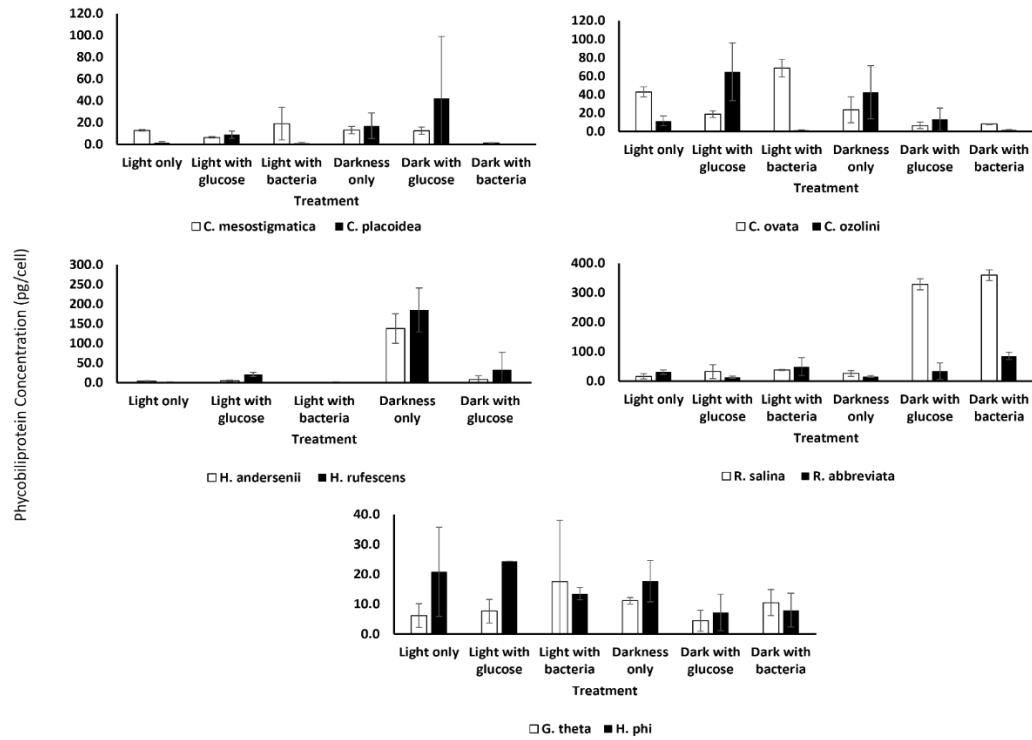 Phycobiliprotein Concentration (pg/cell)
120.0
100.0
80.0
60.0
40.0
20.0
0.0
Light only Light with glucose Light with bacteria Darkness only Dark with glucose Dark with bacteria
Treatment
C. mesostigmatica C. placoidea
120.0
100.0
80.0
60.0
40.0
20.0
0.0
Light only Light with glucose Light with bacteria Darkness only Dark with glucose Dark with bacteria
Treatment
C. ovata C. ozolini
300.0
250.0
200.0
150.0
100.0
50.0
0.0
Light only Light with glucose Light with bacteria Darkness only Dark with glucose
Treatment
H. andersenii H. rufescens
400.0
300.0
200.0
100.0
0.0
Light only Light with glucose Light with bacteria Darkness only Dark with glucose Dark with bacteria
Treatment
R. salina R. abbreviata
40.0
30.0
20.0
10.0
0.0
Light only Light with glucose Light with bacteria Darkness only Dark with glucose Dark with bacteria
Treatment
G. theta H. phi